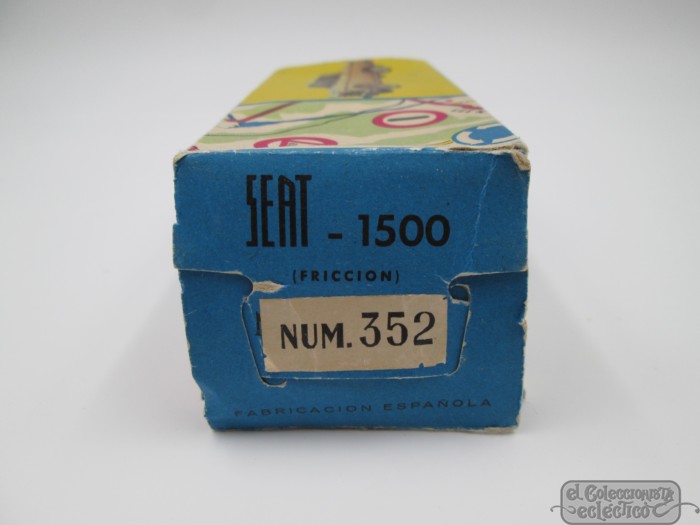 SEAT - 1500
(FRICCION)
NUM. 352
FABRICACION ESPAÑOLA
el Coleccionista
ecléctico